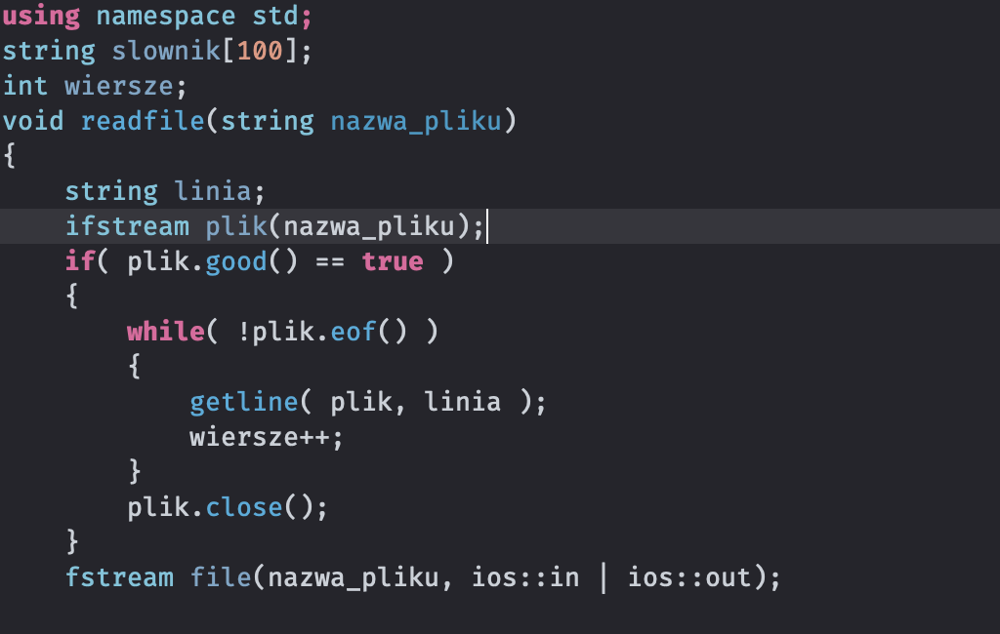 using namespace std;
string slownik[100];
int wiersze;
void readfile(string nazwa_pliku)
{
    string linia;
    ifstream plik(nazwa_pliku);
    if( plik.good() == true )
    {
        while( !plik.eof() )
        {
            getline( plik, linia );
            wiersze++;
        }
        plik.close();
    }
    fstream file(nazwa_pliku, ios::in | ios::out);